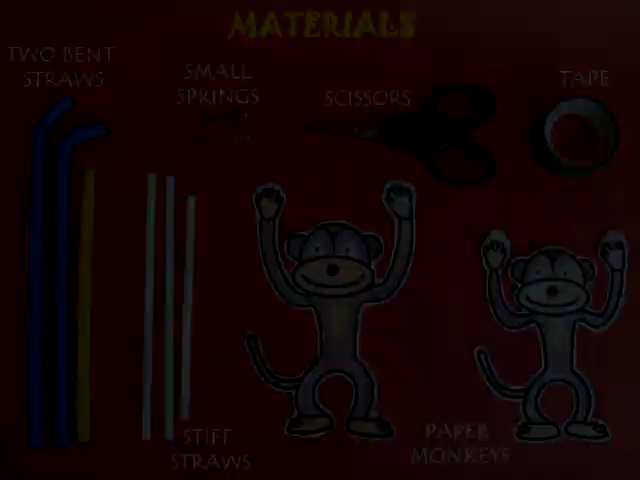 MATERIALS
TWO BENT
STRAWS
SMALL
SPRINGS
SCISSORS
TAPE
STIFF
STRAWS
PAPER
MONKEYS